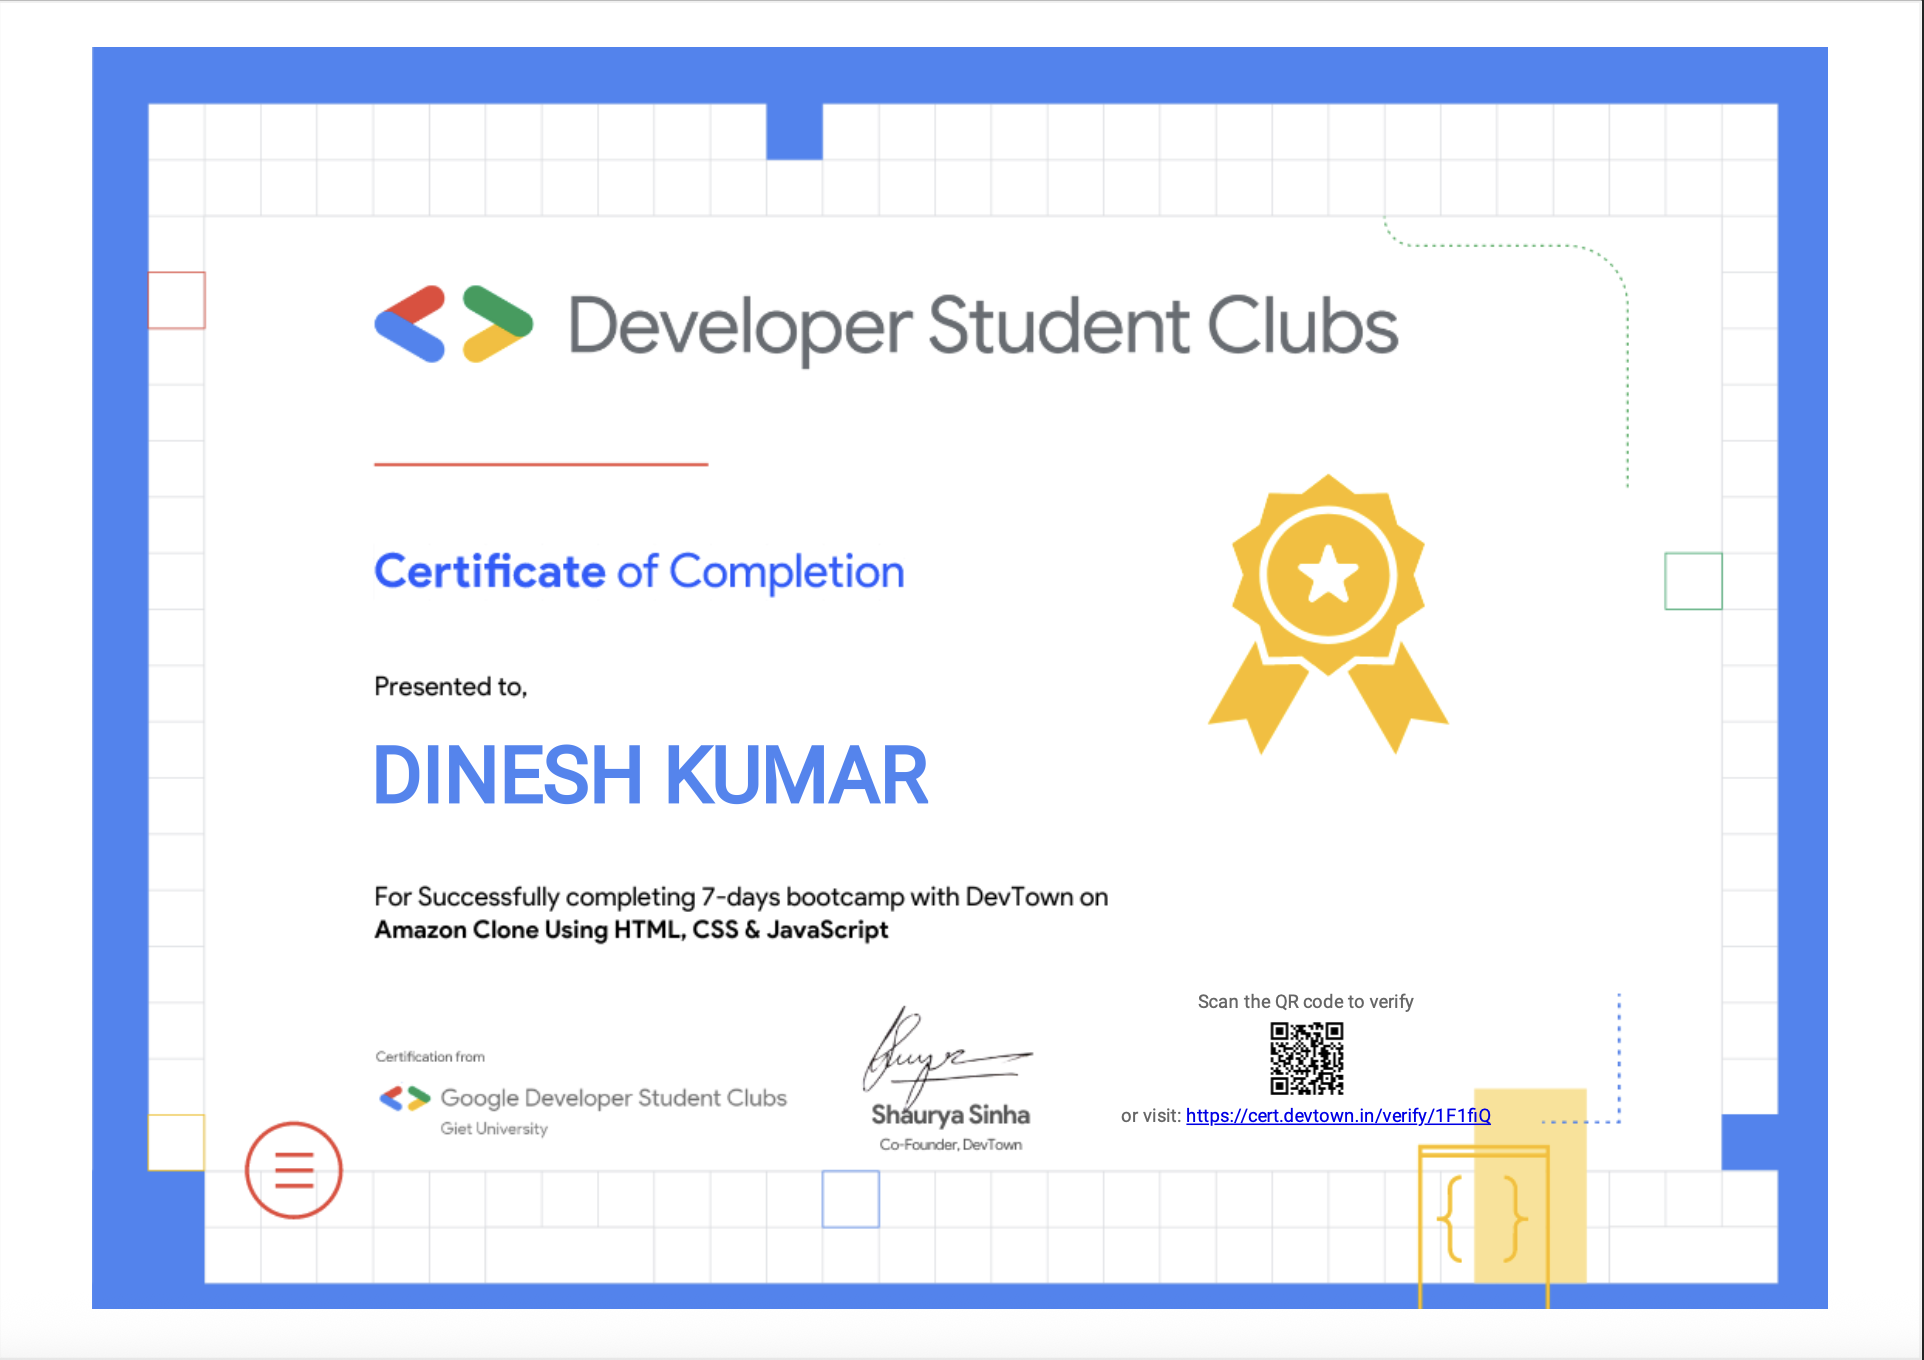 Developer Student Clubs
Certificate of Completion
Presented to,
DINESH KUMAR
For Successfully completing 7-days bootcamp with DevTown on
Amazon Clone Using HTML, CSS & JavaScript
Certification from
Google Developer Student Clubs
Giet University
Shaurya Sinha
Co-Founder, DevTown
Scan the QR code to verify
or visit: https://cert.devtown.in/verify/1F1fiQ
{ }